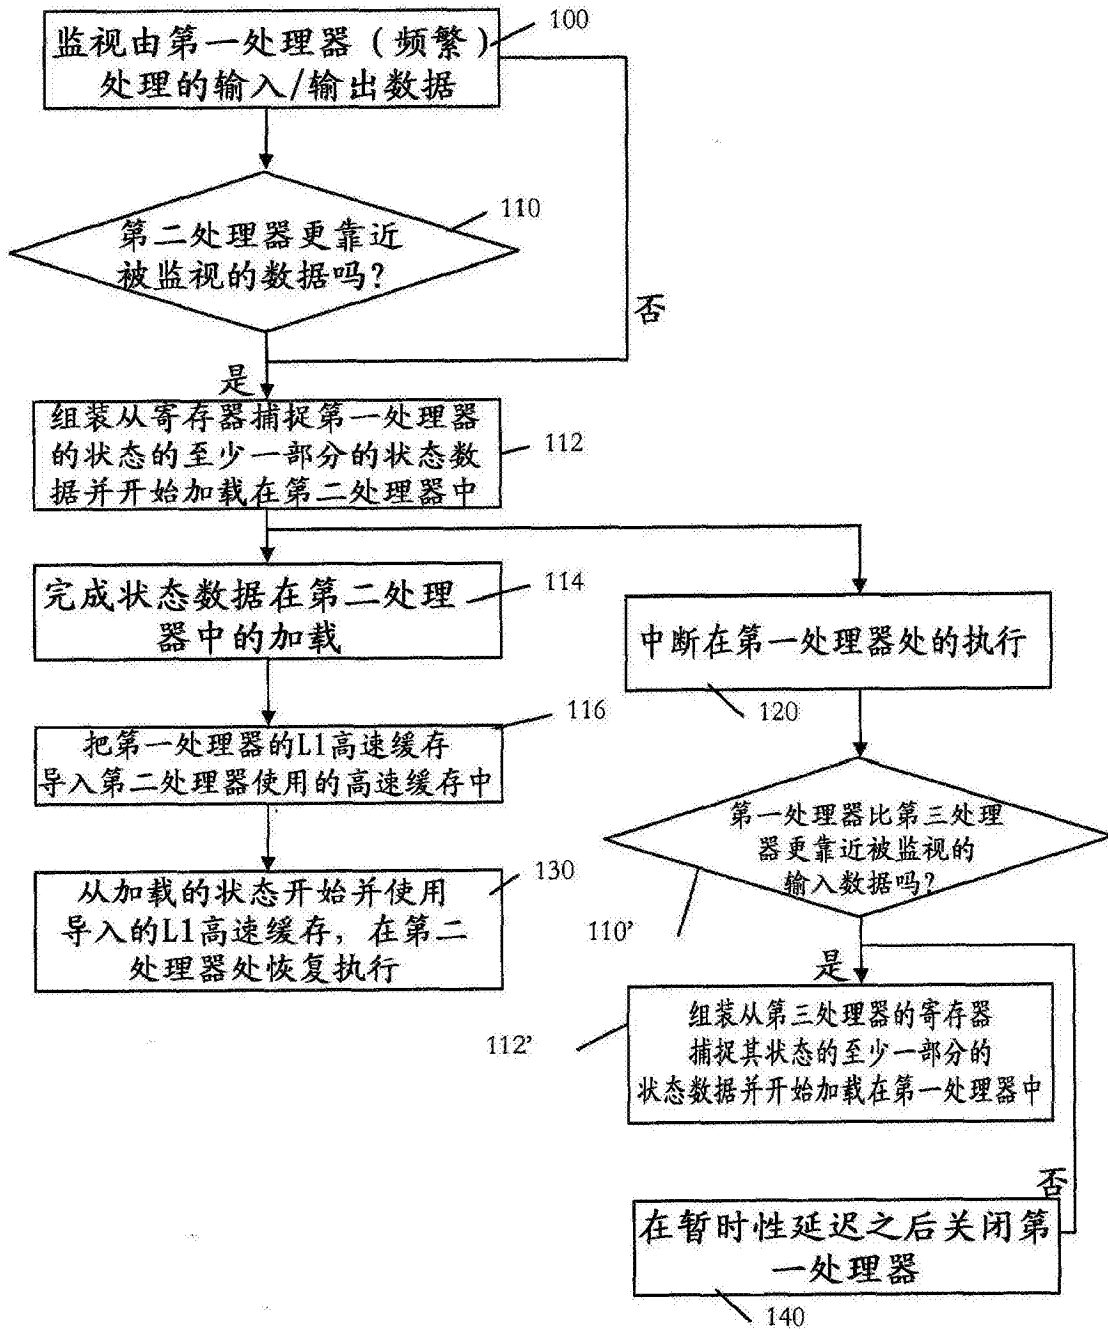 100
监视由第一处理器（频繁）
处理的输入/输出数据
110
第二处理器更靠近
被监视的数据吗？
否
是
组装从寄存器捕捉第一处理器
的状态的至少一部分的状态数
据并开始加载在第二处理器中
112
完成状态数据在第二处理
器中的加载
114
中断在第一处理器处的执行
120
116
把第一处理器的L1高速缓存
导入第二处理器使用的高速缓存中
第一处理器比第三处理
器更靠近被监视的
输入数据吗？
110’
从加载的状态开始并使用
导入的L1高速缓存，在第二
处理器处恢复执行
130
是
组装从第三处理器的寄存器
捕捉其状态的至少一部分的
状态数据并开始加载在第一处理器中
112’
否
在暂时性延迟之后关闭第
一处理器
140